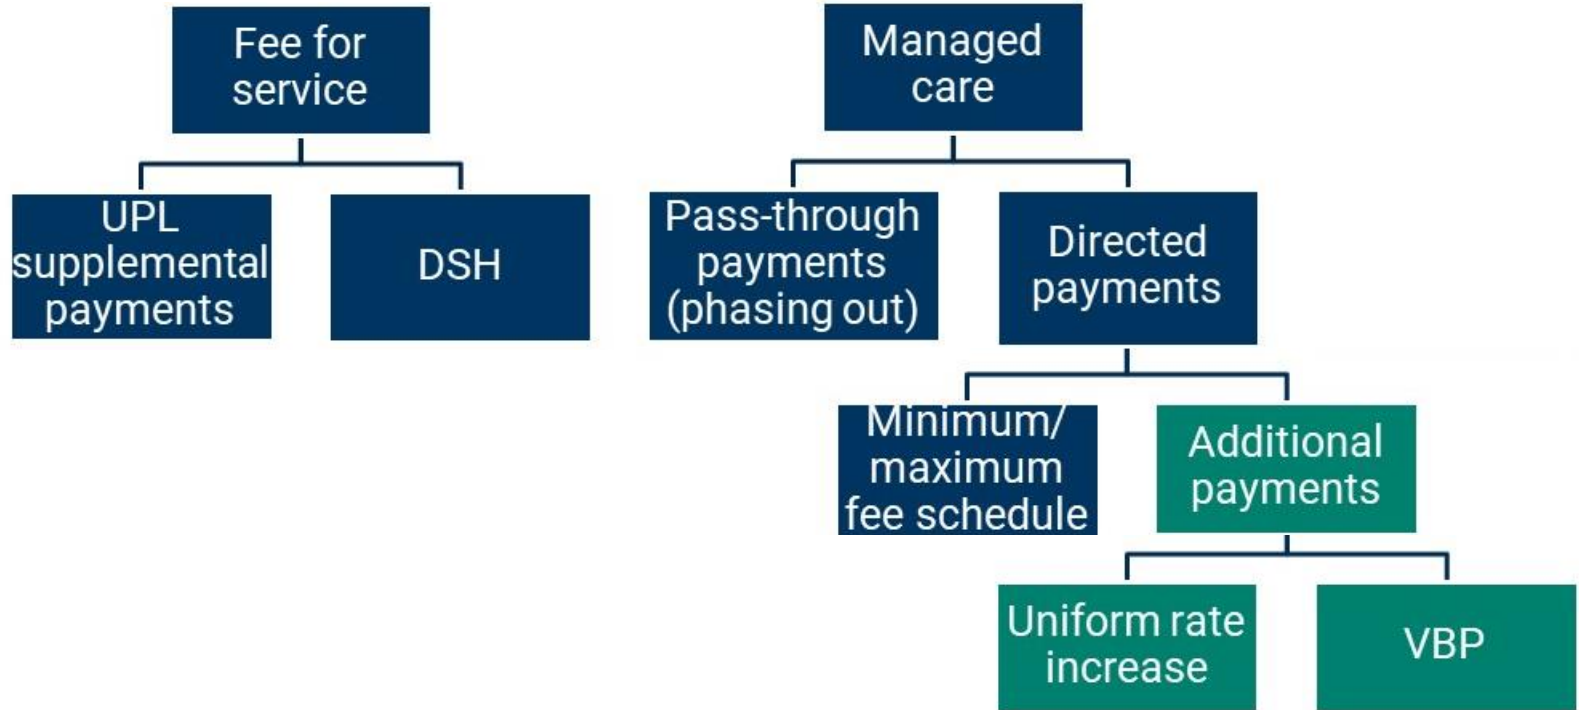 Fee for
service
Managed
care
UPL
supplemental
payments
DSH
Pass-through
payments
(phasing out)
Directed
payments
Minimum/
maximum
fee schedule
Additional
payments
Uniform rate
increase
VBP